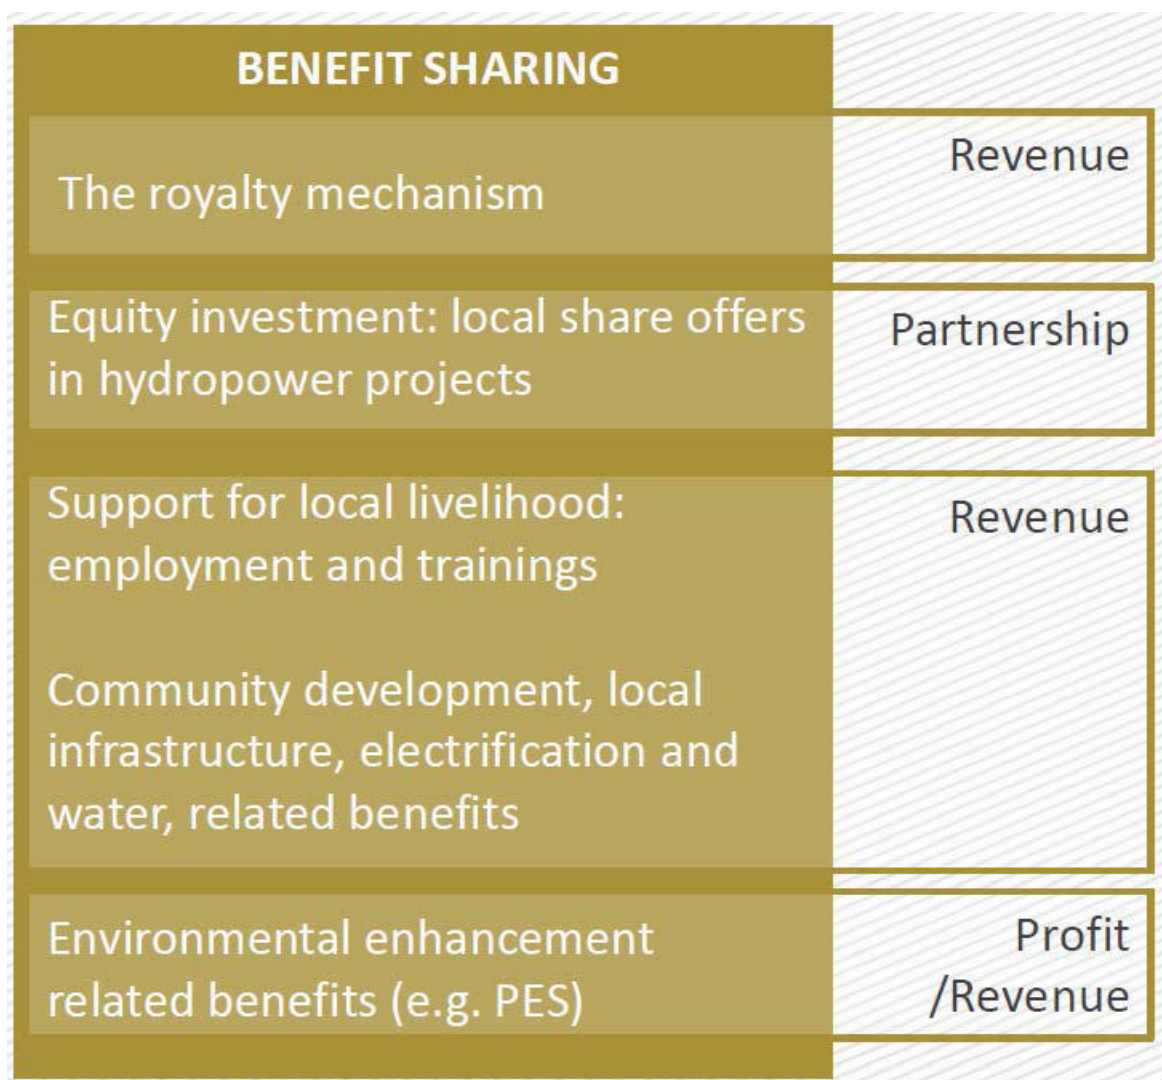 BENEFIT SHARING
The royalty mechanism
Revenue
Equity investment: local share offers
in hydropower projects
Partnership
Support for local livelihood:
employment and trainings
Community development, local
infrastructure, electrification and
water, related benefits
Revenue
Environmental enhancement
related benefits (e.g. PES)
Profit
/Revenue